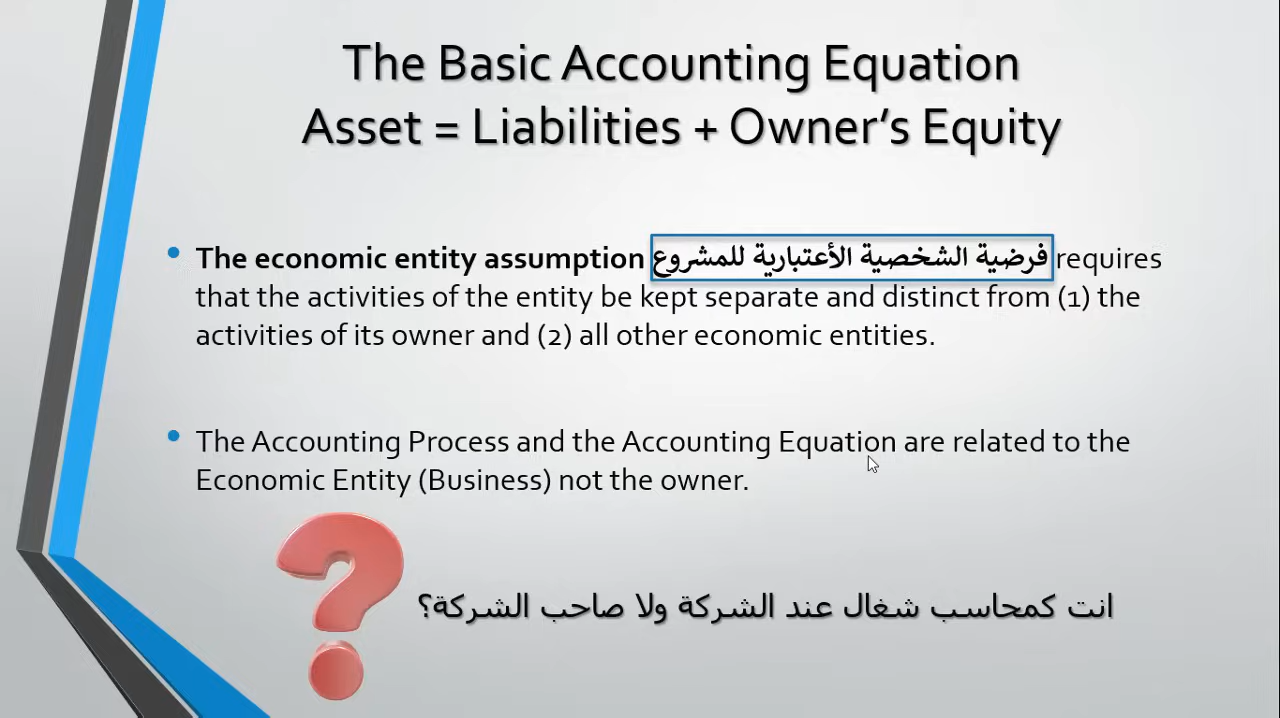 The Basic Accounting Equation
Asset = Liabilities + Owner’s Equity
• The economic entity assumption فرضية الشخصية الأعتبارية للمشروع requires
that the activities of the entity be kept separate and distinct from (1) the
activities of its owner and (2) all other economic entities.
• The Accounting Process and the Accounting Equation are related to the
Economic Entity (Business) not the owner.
انت كمحاسب شغال عند الشركة ولا صاحب الشركة؟